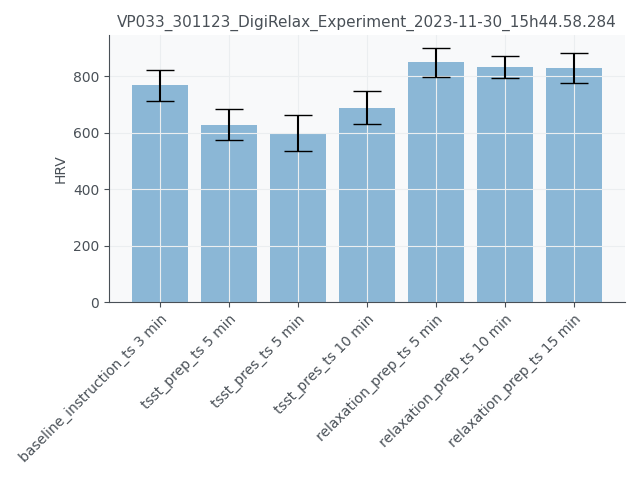 VP033_301123_DigiRelax_Experiment_2023-11-30_15h44.58.284
HRV
800
600
400
200
0
baseline_instruction_ts 3 min
tsst_prep_ts 5 min
tsst_pres_ts 5 min
tsst_pres_ts 10 min
relaxation_prep_ts 5 min
relaxation_prep_ts 10 min
relaxation_prep_ts 15 min